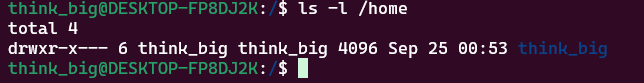 think_big@DESKTOP-FP8DJ2K:/$ ls -l /home
total 4
drwxr-x--- 6 think_big think_big 4096 Sep 25 00:53 think_big
think_big@DESKTOP-FP8DJ2K:/$